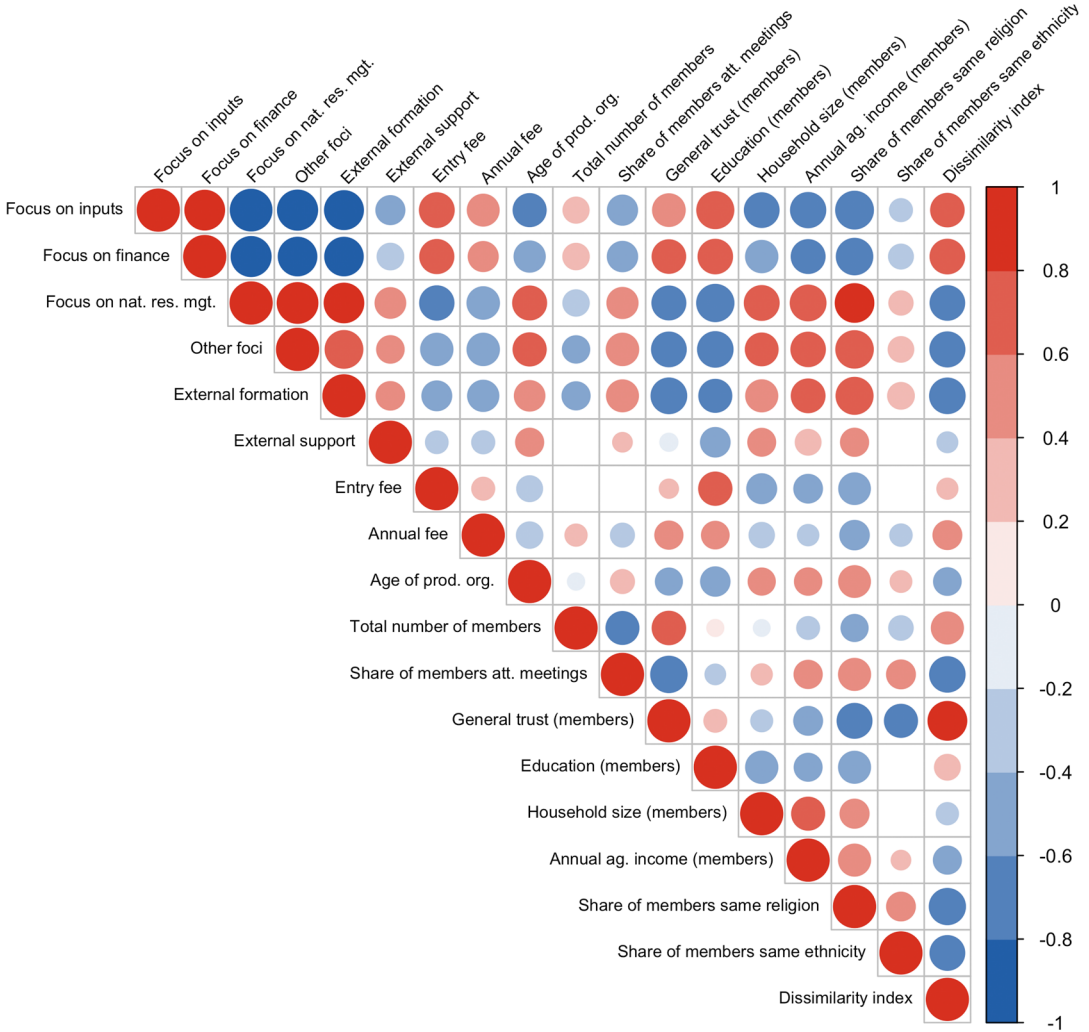 Focus on inputs
Focus on finance
Focus on nat. res. mgt.
Other foci
External formation
External support
Entry fee
Annual fee
Age of prod. org.
Total number of members
Share of members att. meetings
General trust (members)
Education (members)
Household size (members)
Annual ag. income (members)
Share of members same religion
Share of members same ethnicity
Dissimilarity index
Focus on inputs
Focus on finance
Focus on nat. res. mgt.
Other foci
External formation
External support
Entry fee
Annual fee
Age of prod. org.
Total number of members
Share of members att. meetings
General trust (members)
Education (members)
Household size (members)
Annual ag. income (members)
Share of members same religion
Share of members same ethnicity
Dissimilarity index
1
0.8
0.6
0.4
0.2
0
-0.2
-0.4
-0.6
-0.8
-1